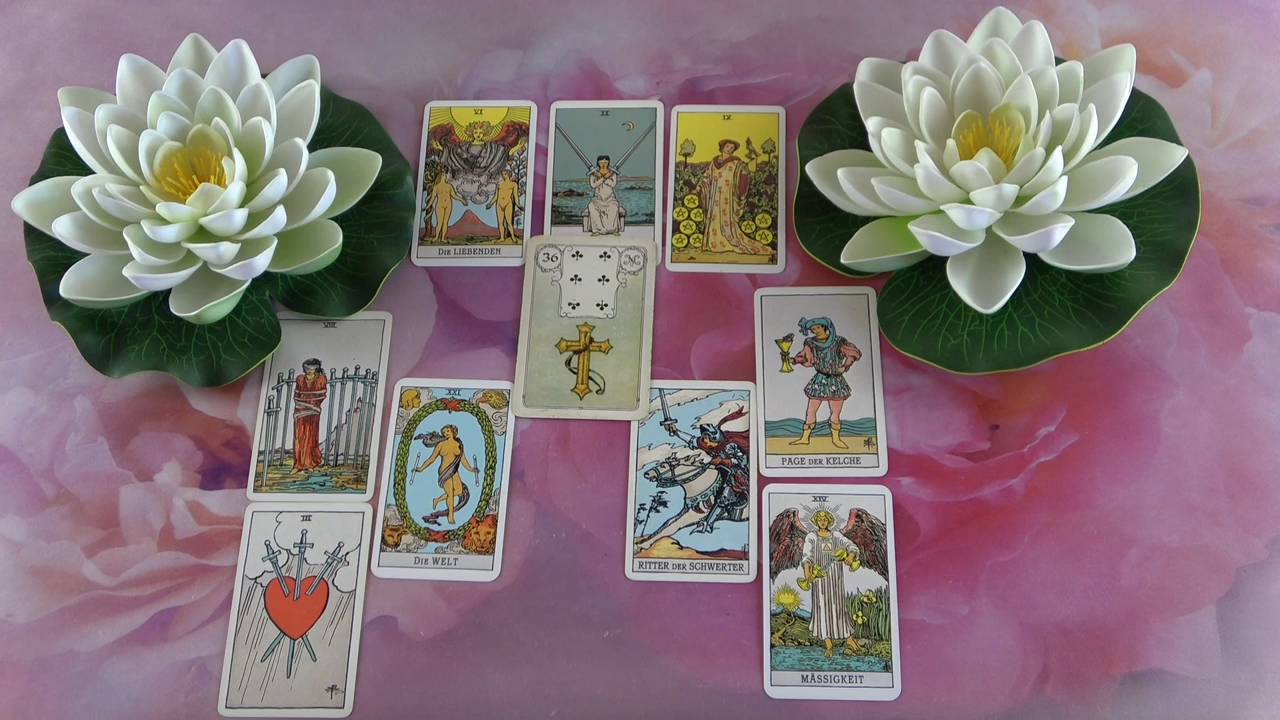 VI
DIE LIEBENDEN
II
IX
36
VIII
XXI
DIE WELT
RITTER DER SCHWERTER
PAGE DER KELCHE
III
XIV
MÄSSIGKEIT